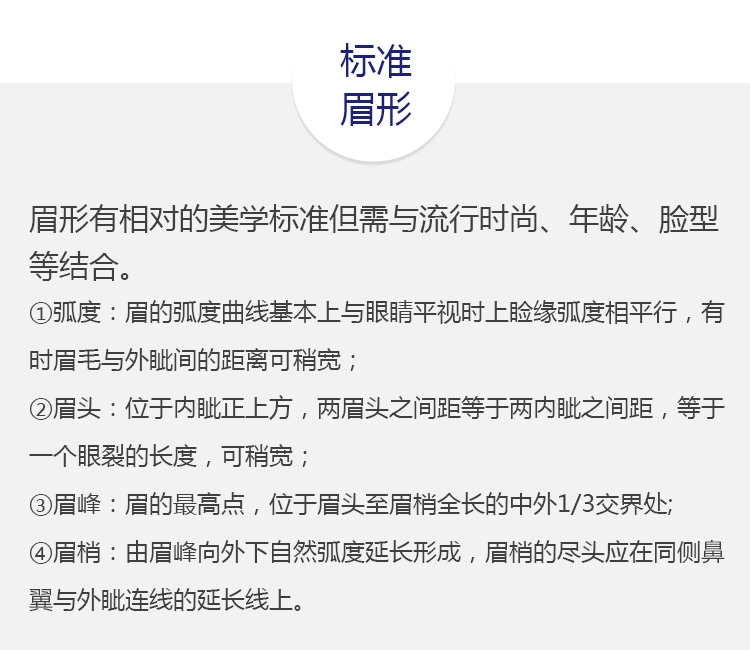 标准
眉形
眉形有相对的美学标准但需与流行时尚、年龄、脸型
等结合。
①弧度：眉的弧度曲线基本上与眼睛平视时上睑缘弧度相平行，有
时眉毛与外眦间的距离可稍宽；
②眉头：位于内眦正上方，两眉头之间距等于两内眦之间距，等于
一个眼裂的长度，可稍宽；
③眉峰：眉的最高点，位于眉头至眉梢全长的中外1/3交界处;
④眉梢：由眉峰向外下自然弧度延长形成，眉梢的尽头应在同侧鼻
翼与外眦连线的延长线上。